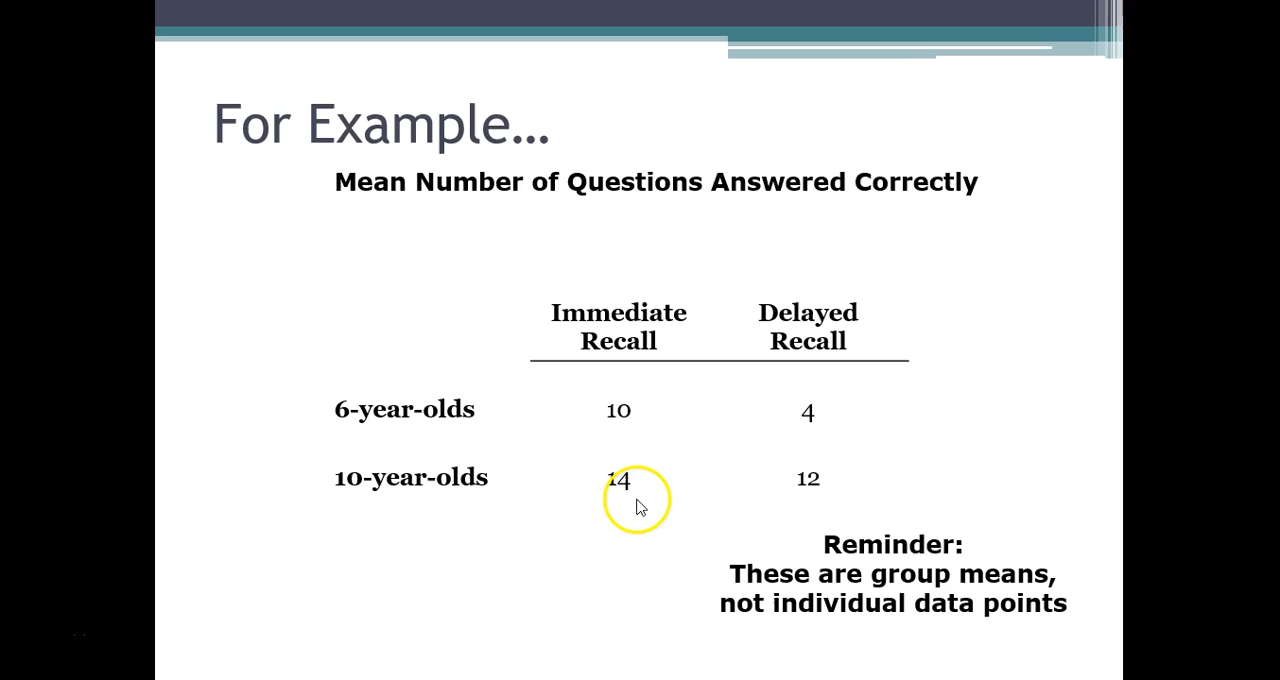 For Example...
Mean Number of Questions Answered Correctly
Immediate Delayed
Recall Recall
6-year-olds 10 4
10-year-olds 14 12
Reminder:
These are group means,
not individual data points